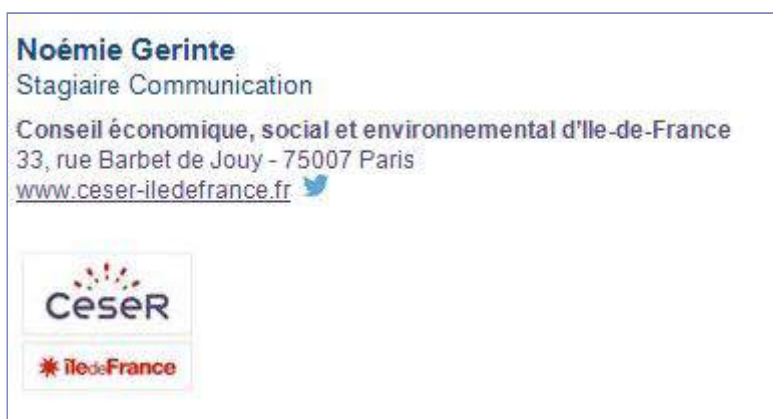 Noémie Gerinte
Stagiaire Communication
Conseil économique, social et environnemental d'Ile-de-France
33, rue Barbet de Jouy - 75007 Paris
www.ceser-iledefrance.fr
CeseR
îledeFrance